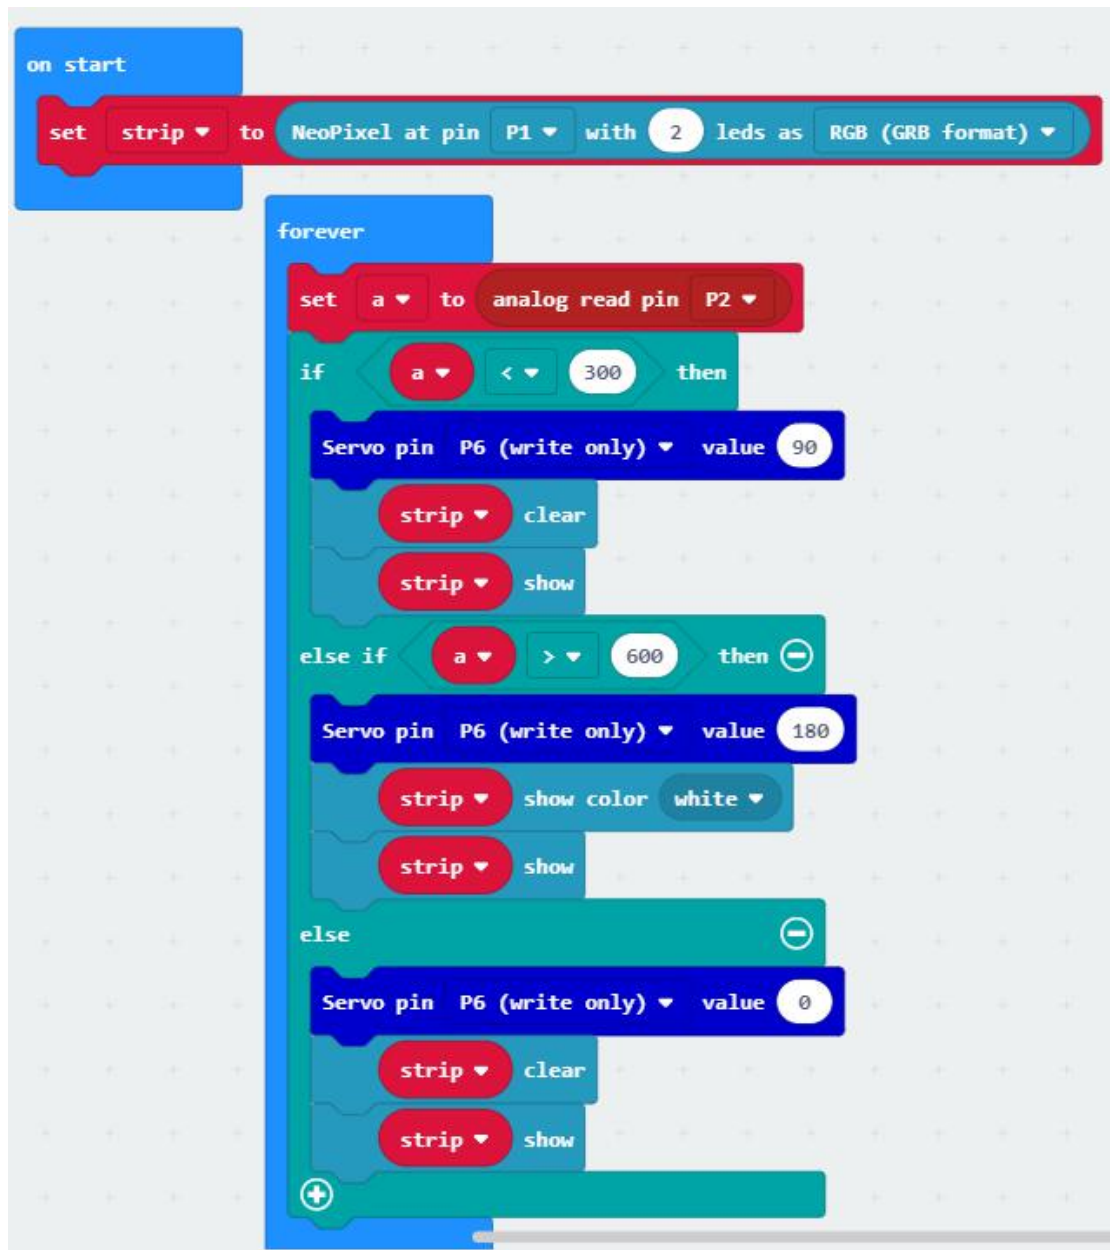 on start
set strip to NeoPixel at pin P1 with 2 leds as RGB (GRB format)
forever
set a to analog read pin P2
if a < 300 then
Servo pin P6 (write only) value 90
strip clear
strip show
else if a > 600 then
Servo pin P6 (write only) value 180
strip show color white
strip show
else
Servo pin P6 (write only) value 0
strip clear
strip show